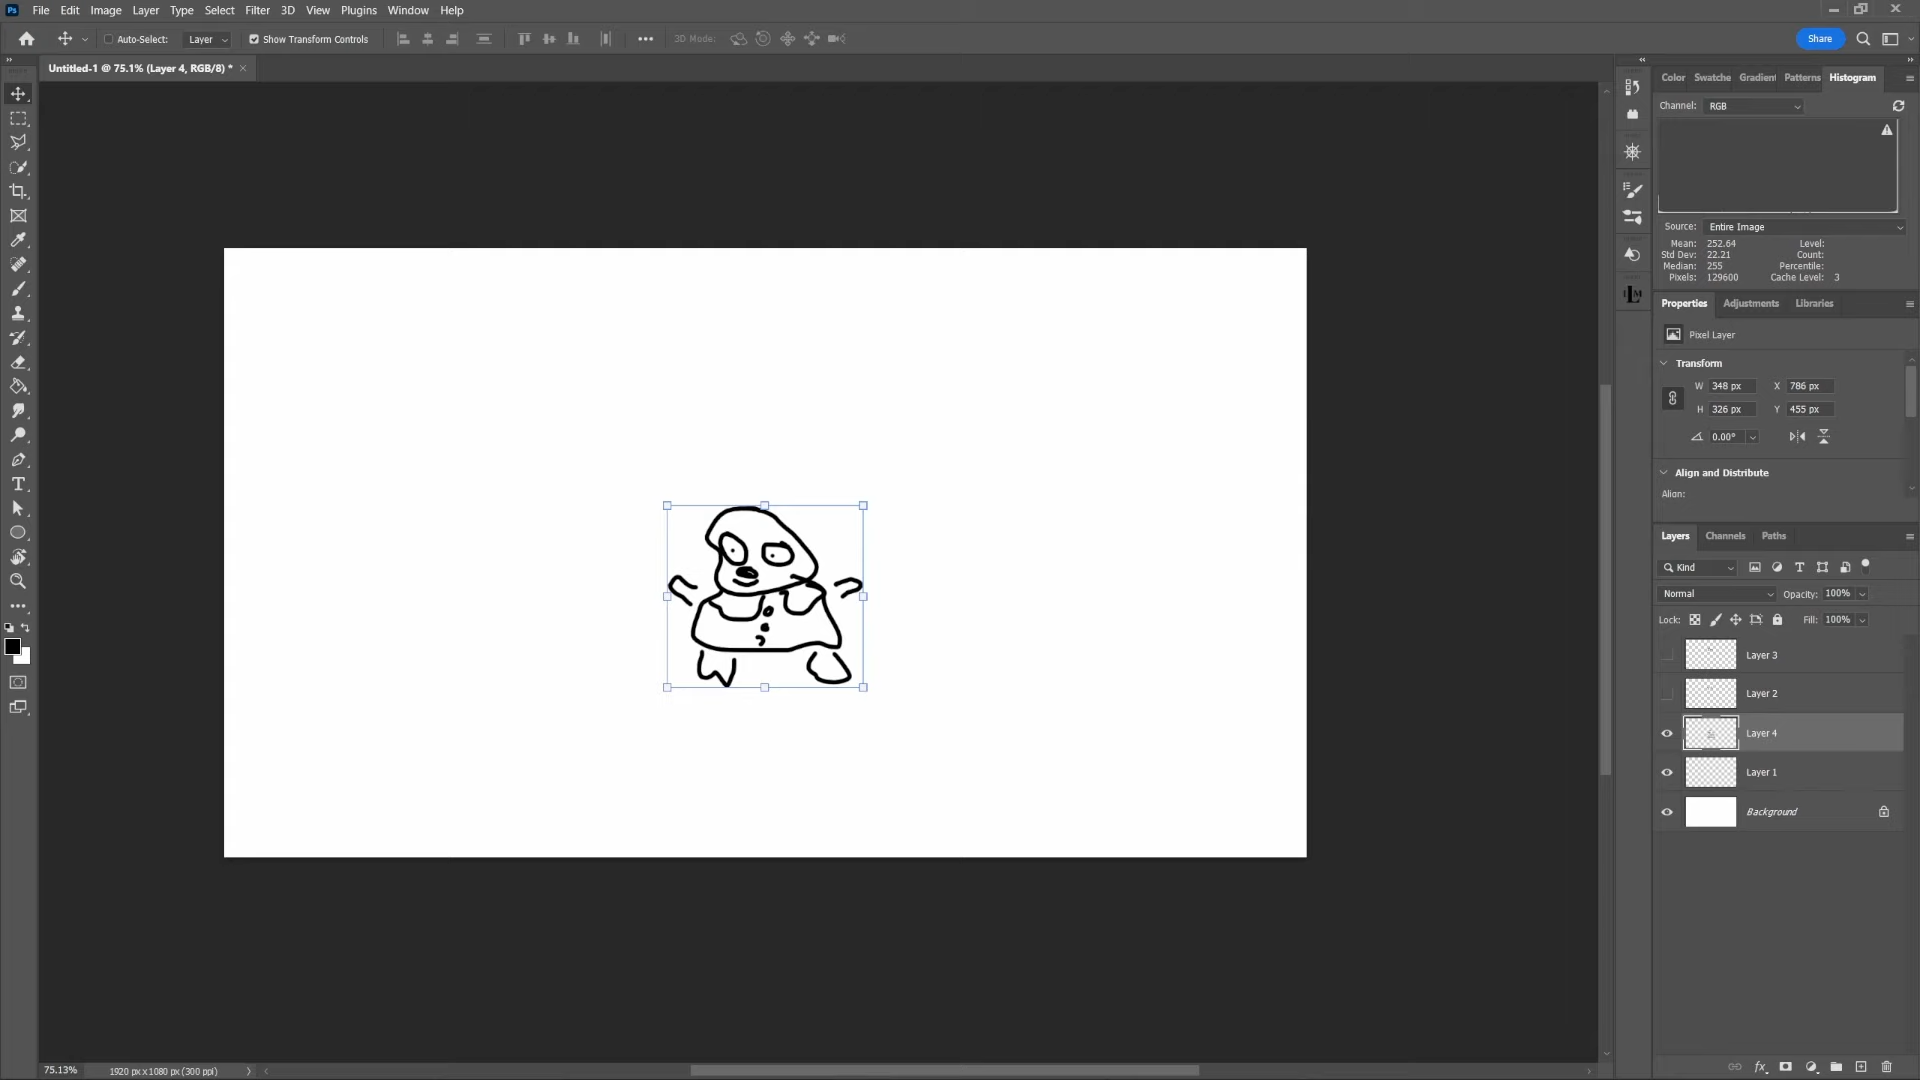 Ps File Edit Image Layer Type Select Filter 3D View Plugins Window Help
Auto-Select: Layer Show Transform Controls 3D Mode: Share
Untitled-1 @ 75.1% (Layer 4, RGB/8) *
Color Swatche Gradient Patterns Histogram
Channel: RGB
Source: Entire Image
Mean: 252.64 Level:
Std Dev: 22.21 Count:
Median: 255 Percentile:
Pixels: 129600 Cache Level: 3
Properties Adjustments Libraries
Pixel Layer
Transform
W 348 px X 786 px
H 326 px Y 455 px
0.00°
Align and Distribute
Align:
Layers Channels Paths
Kind
Normal Opacity: 100%
Lock: Fill: 100%
Layer 3
Layer 2
Layer 4
Layer 1
Background
75.13% 1920 px x 1080 px (300 ppi)